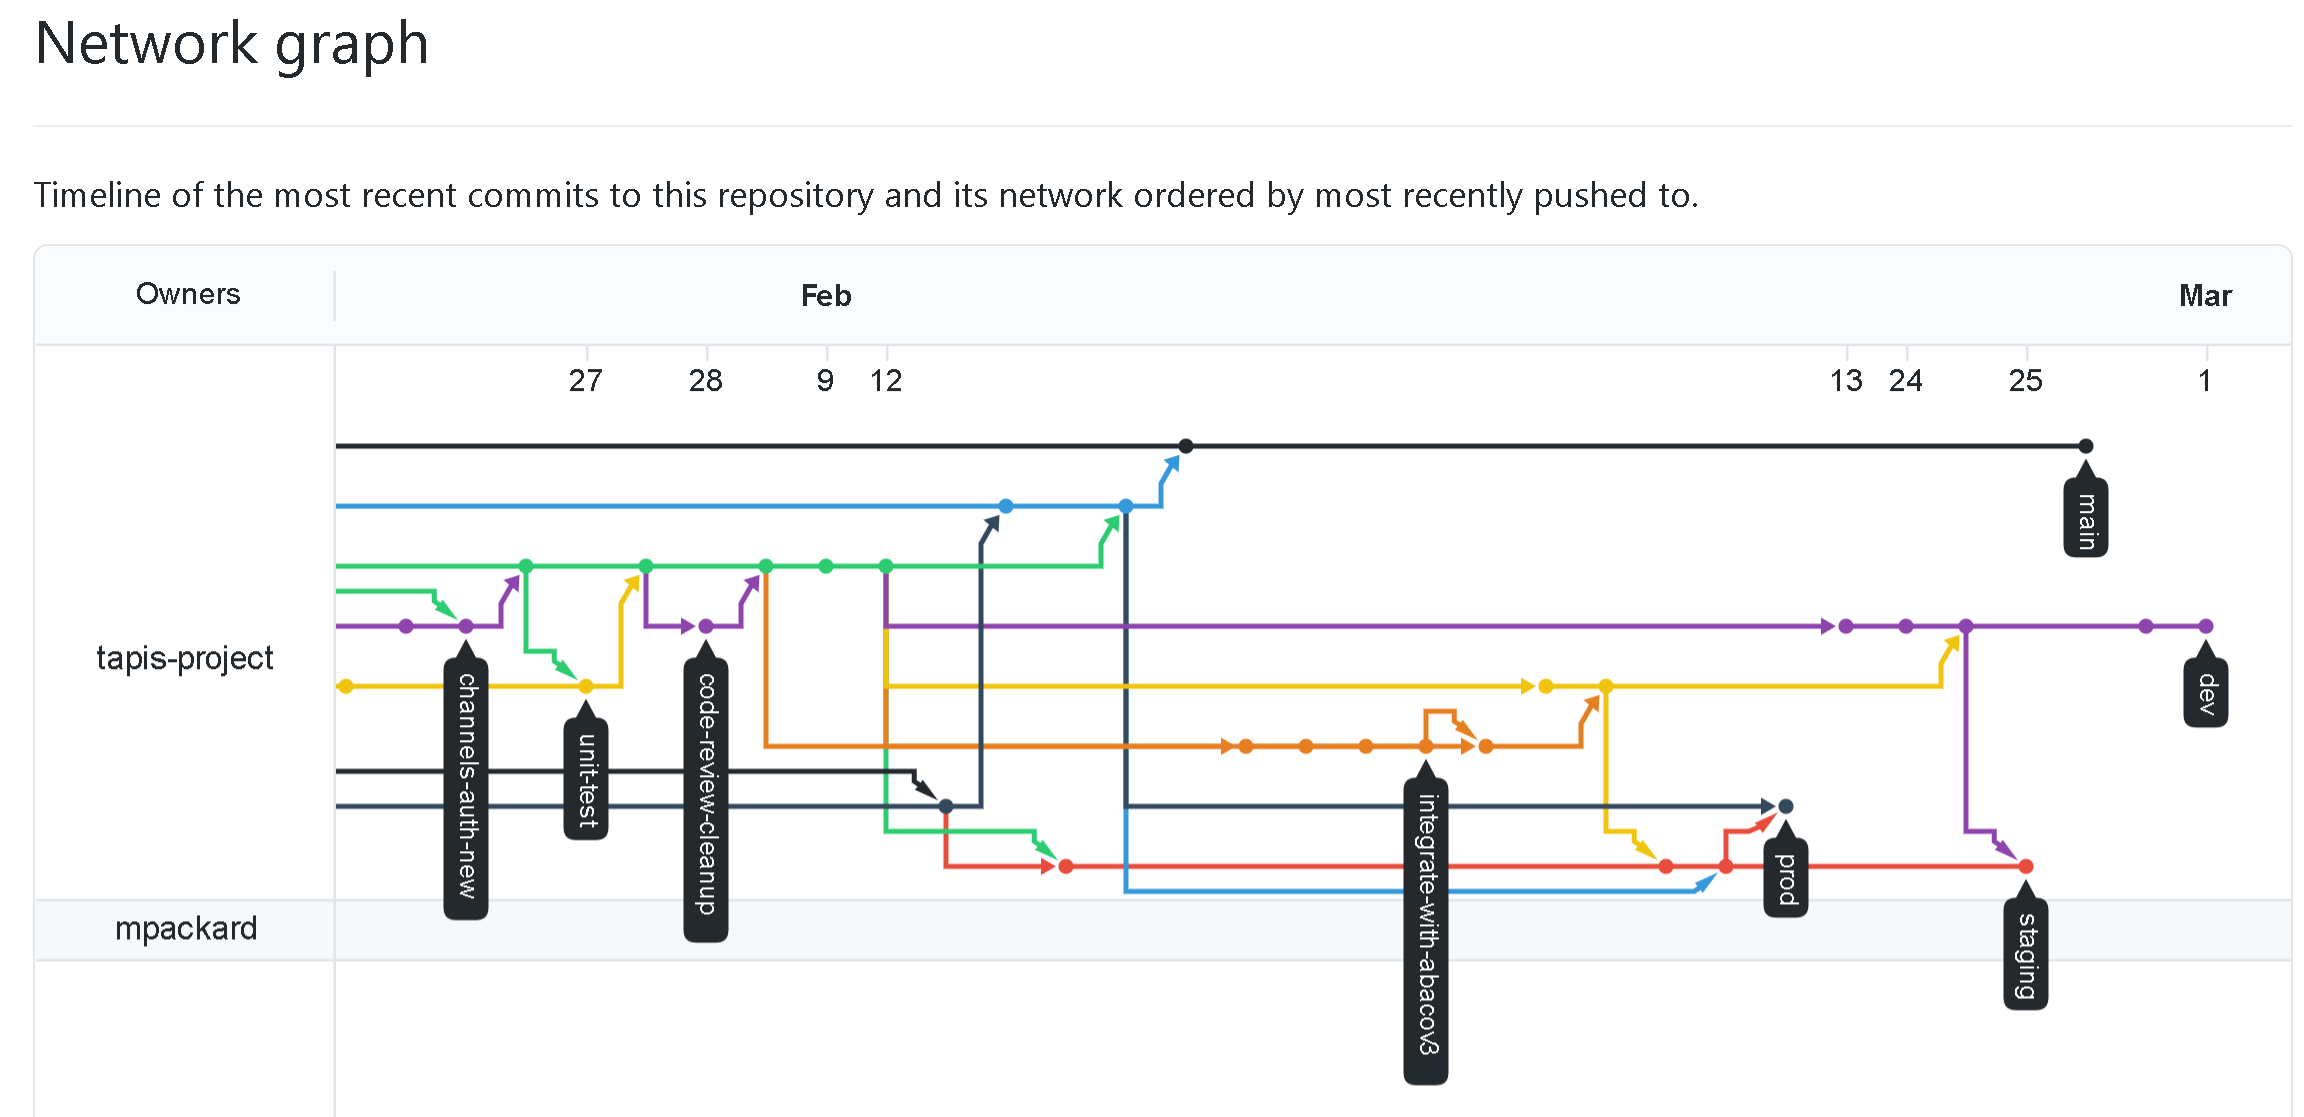 Network graph
Timeline of the most recent commits to this repository and its network ordered by most recently pushed to.
Owners
Feb
Mar
27
28
9
12
13
24
25
1
main
tapis-project
channels-auth-new
unit-test
code-review-cleanup
integrate-with-abacov3
prod
dev
staging
mpackard